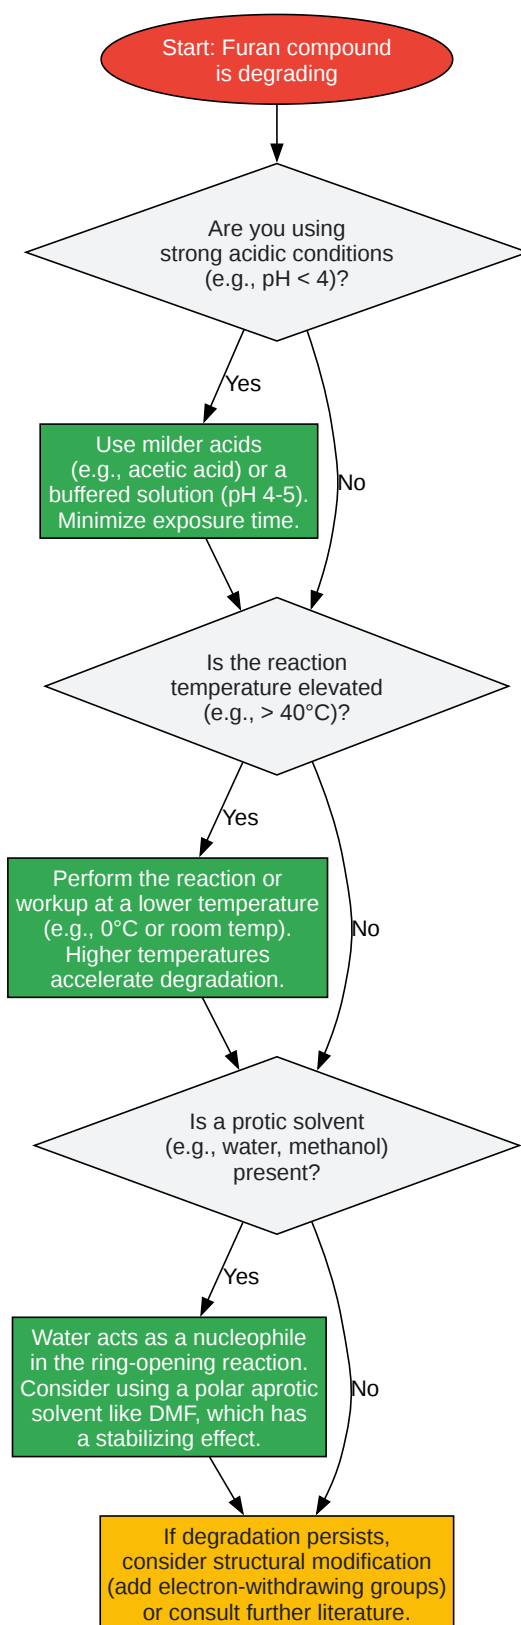 Start: Furan compound
is degrading
Are you using
strong acidic conditions
(e.g., pH < 4)?
Yes
Use milder acids
(e.g., acetic acid) or a
buffered solution (pH 4-5).
Minimize exposure time.
No
Is the reaction
temperature elevated
(e.g., > 40°C)?
Yes
Perform the reaction or
workup at a lower temperature
(e.g., 0°C or room temp).
Higher temperatures
accelerate degradation.
No
Is a protic solvent
(e.g., water, methanol)
present?
Yes
Water acts as a nucleophile
in the ring-opening reaction.
Consider using a polar aprotic
solvent like DMF, which has
a stabilizing effect.
No
If degradation persists,
consider structural modification
(add electron-withdrawing groups)
or consult further literature.